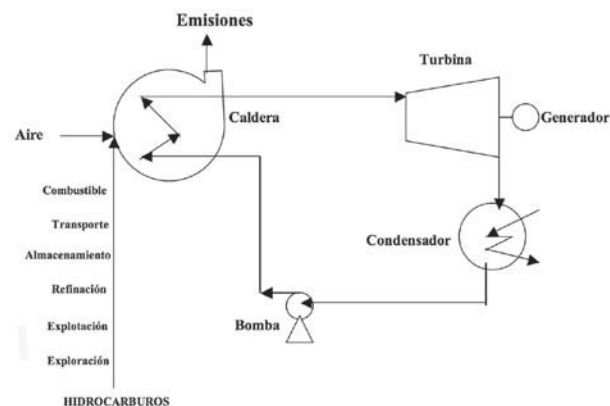 Emisiones
Turbina
Caldera
Generador
Aire
Combustible
Transporte
Condensador
Almacenamiento
Refinación
Bomba
Explotación
Exploración
HIDROCARBUROS